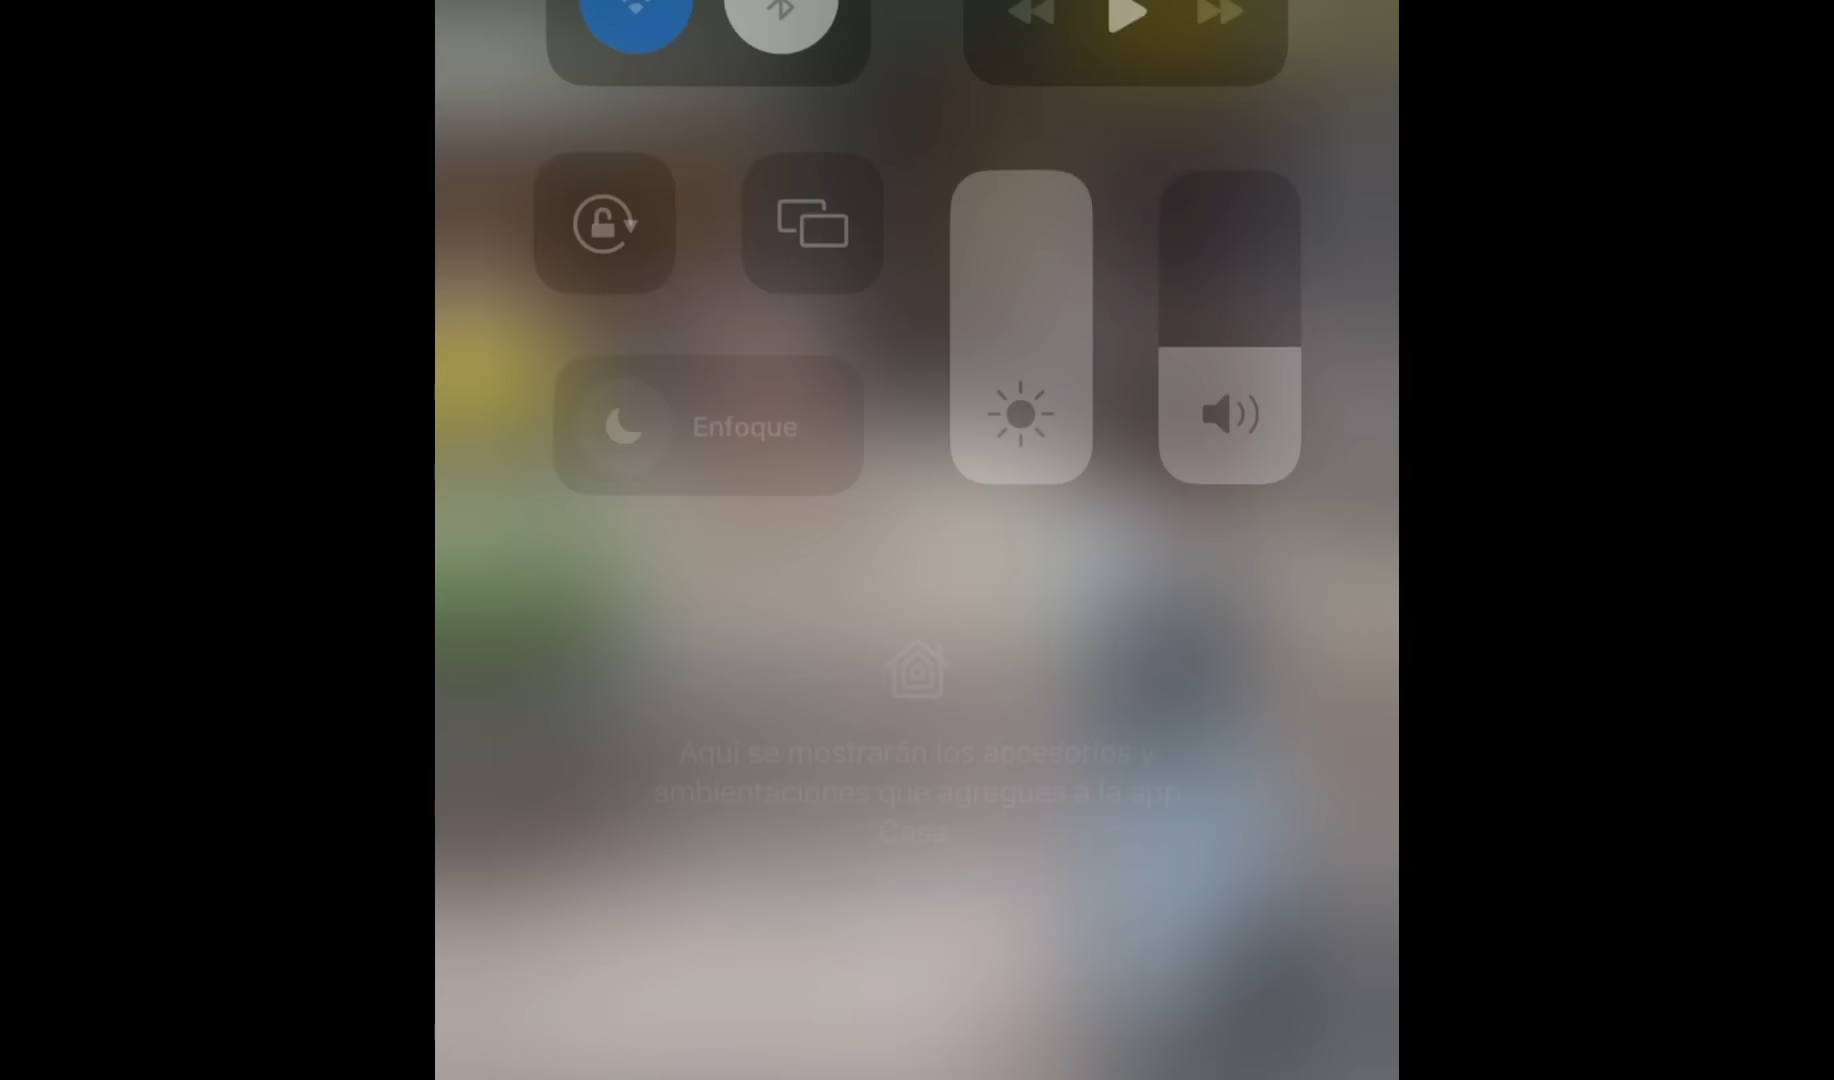 Enfoque
Aquí se mostrarán los accesorios y
ambientaciones que agregues a la app
Casa.